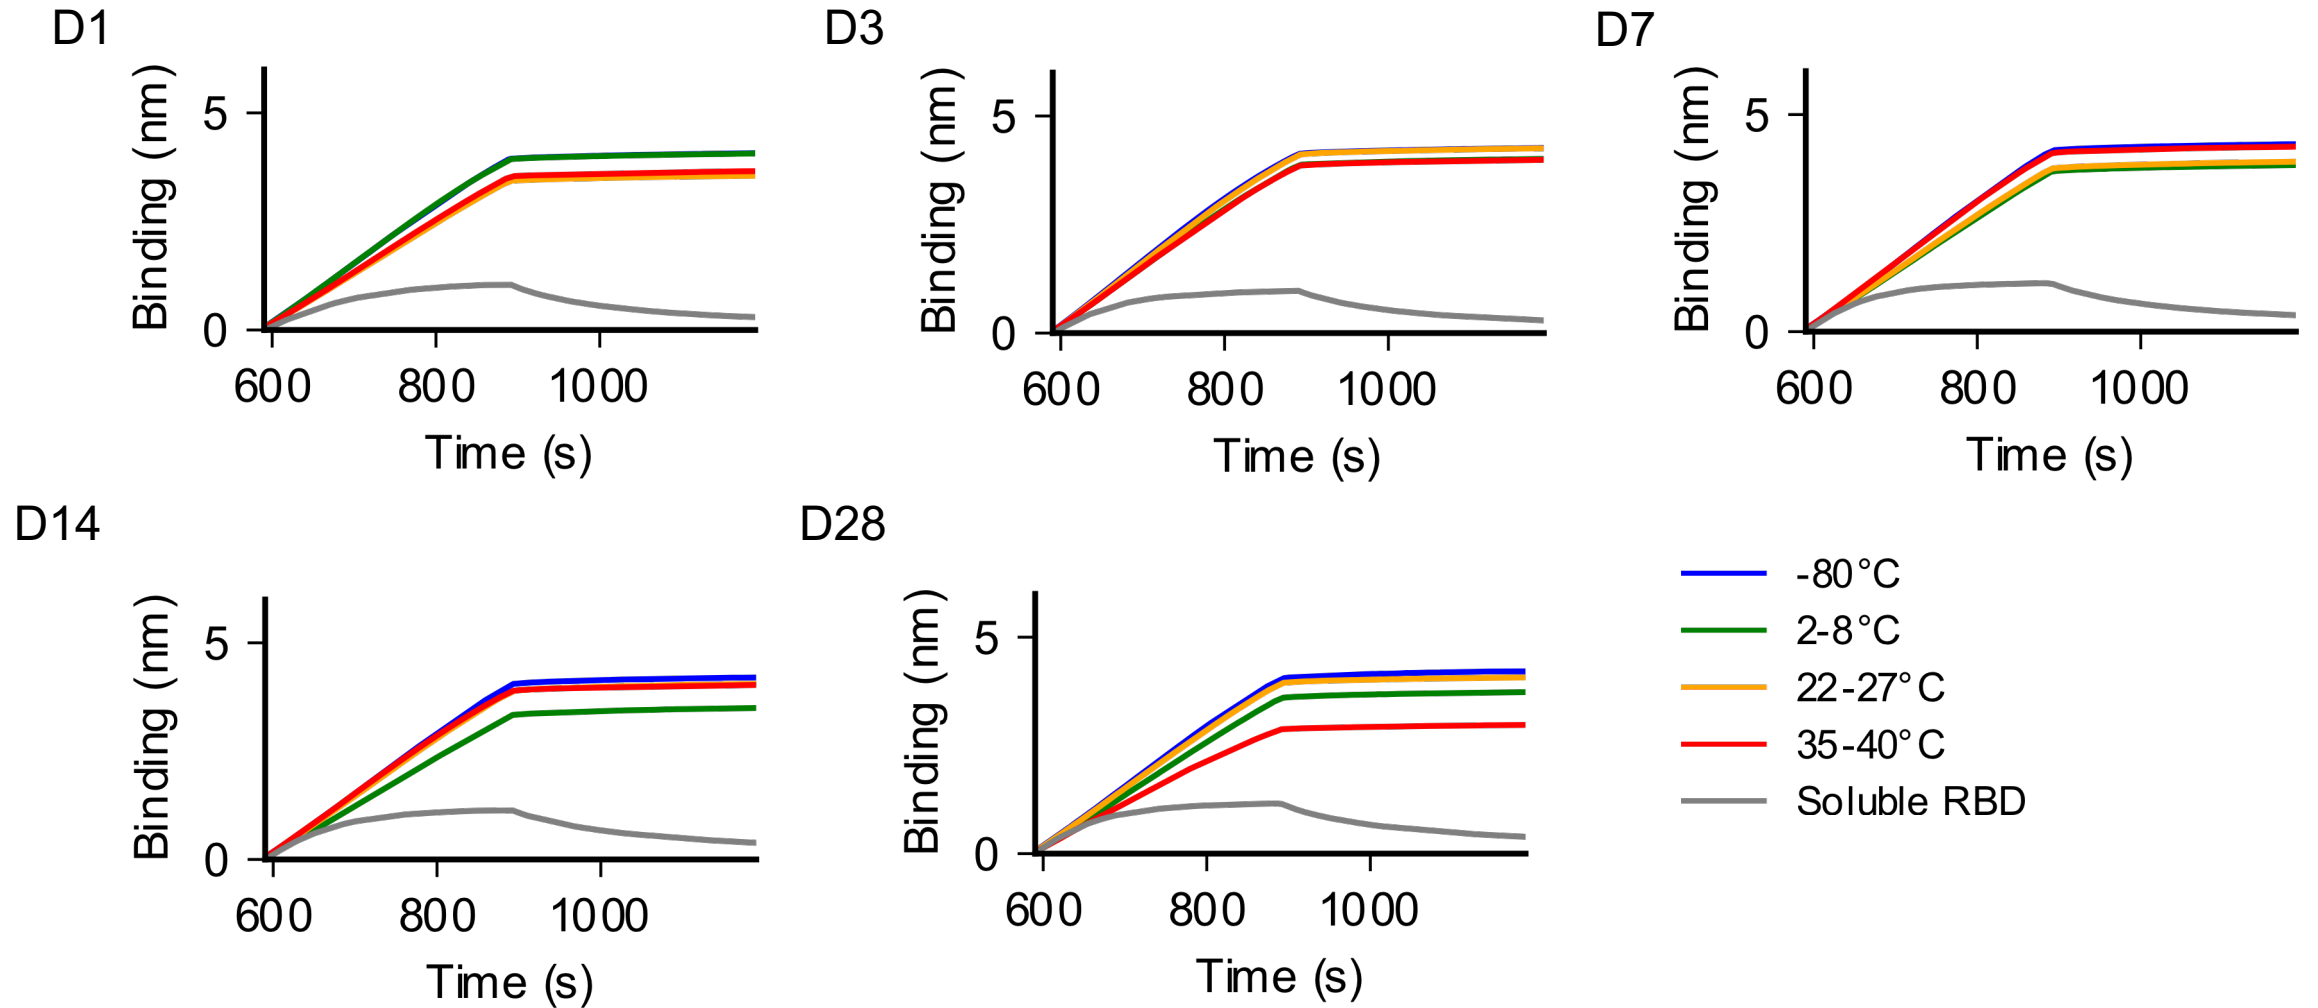 D1
Binding (nm)
5
0
600 800 1000
Time (s)
D3
Binding (nm)
5
0
600 800 1000
Time (s)
D7
Binding (nm)
5
0
600 800 1000
Time (s)
D14
Binding (nm)
5
0
600 800 1000
Time (s)
D28
Binding (nm)
5
0
600 800 1000
Time (s)
-80°C
2-8°C
22-27°C
35-40°C
Soluble RBD